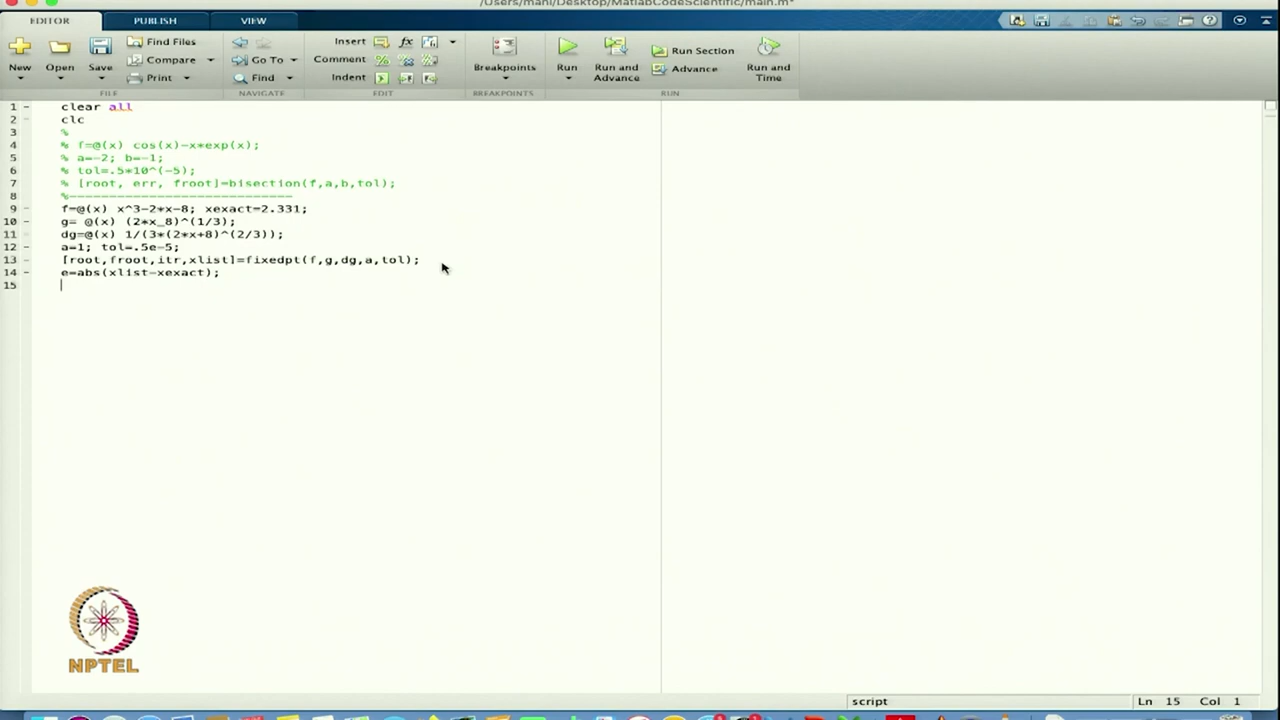 /Users/mani/Desktop/MatlabCodeScientific/main.m*
EDITOR PUBLISH VIEW
New Open Save Find Files Compare Print
Go To Find
Insert Comment Indent
Breakpoints
Run Run and Advance Run Section Advance Run and Time
FILE NAVIGATE EDIT BREAKPOINTS RUN
1 clear all
2 clc
3 %
4 % f=@(x) cos(x)-x*exp(x);
5 % a=-2; b=-1;
6 % tol=.5*10^(-5);
7 % [root, err, froot]=bisection(f,a,b,tol);
8 %----------------------------
9 f=@(x) x^3-2*x-8; xexact=2.331;
10 g= @(x) (2*x_8)^(1/3);
11 dg=@(x) 1/(3*(2*x+8)^(2/3));
12 a=1; tol=.5e-5;
13 [root,froot,itr,xlist]=fixedpt(f,g,dg,a,tol);
14 e=abs(xlist-xexact);
15
NPTEL
script Ln 15 Col 1